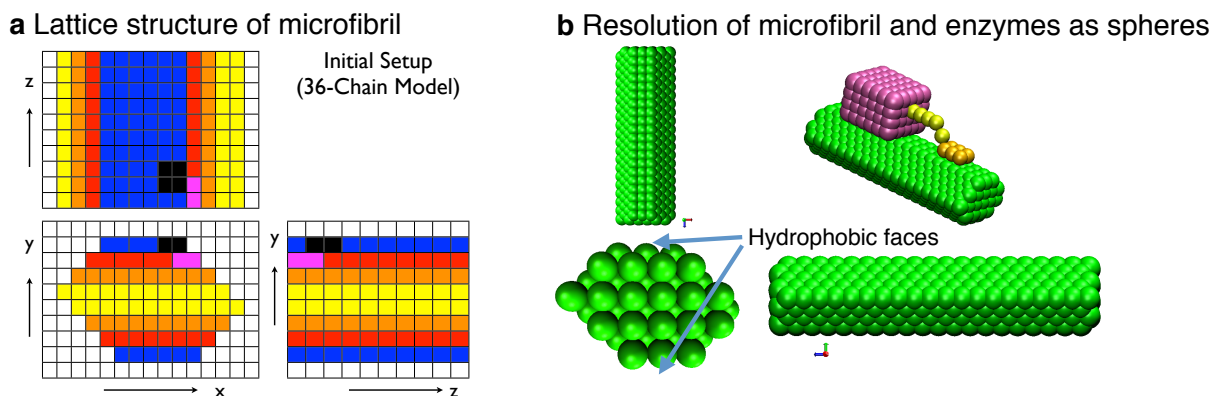 a Lattice structure of microfibril
z
Initial Setup
(36-Chain Model)
y
x
y
z
b Resolution of microfibril and enzymes as spheres
Hydrophobic faces